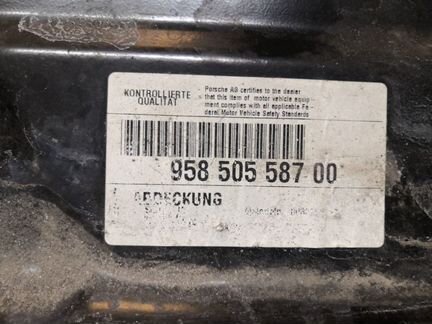 KONTROLLIERTE
QUALITÄT
- Porsche AG certifies to the dealer
- that this item of motor vehicle equip-
ment complies with all applicable Fe-
deral Motor Vehicle Safety Standards
958 505 587 00
ABDECKUNG